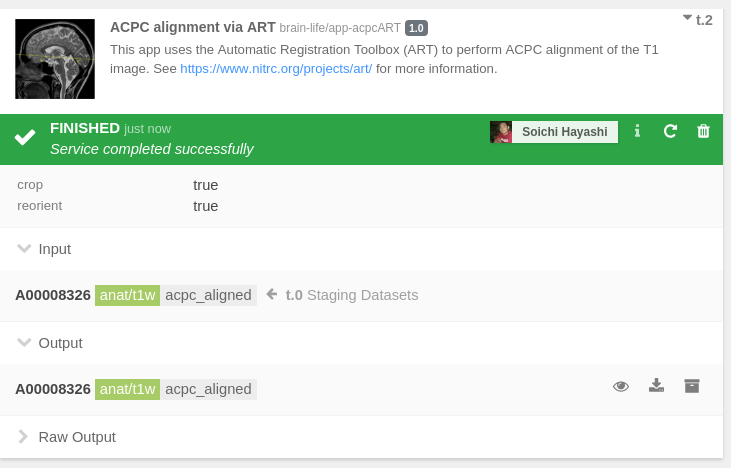 ACPC alignment via ART brain-life/app-acpcART 1.0
t.2
This app uses the Automatic Registration Toolbox (ART) to perform ACPC alignment of the T1
image. See https://www.nitrc.org/projects/art/ for more information.
FINISHED just now
Soichi Hayashi
Service completed successfully
crop true
reorient true
Input
A00008326 anat/t1w acpc_aligned t.0 Staging Datasets
Output
A00008326 anat/t1w acpc_aligned
Raw Output